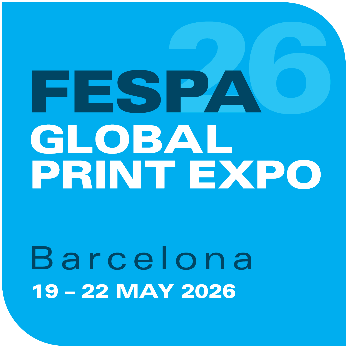 26
FESPA
GLOBAL
PRINT EXPO
Barcelona
19 – 22 MAY 2026